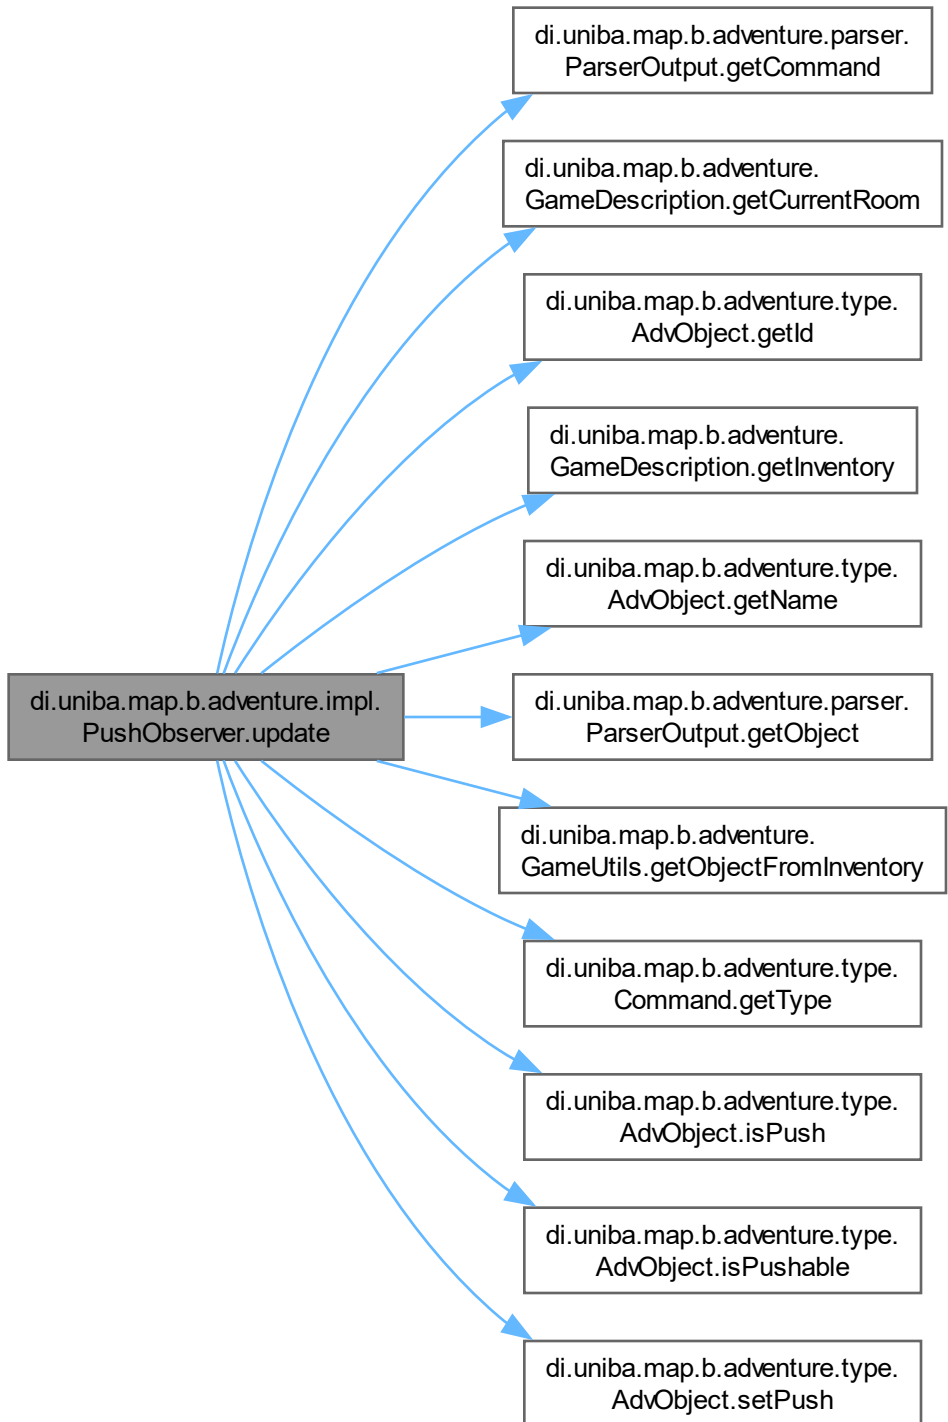 di.uniba.map.b.adventure.parser.
ParserOutput.getCommand
di.uniba.map.b.adventure.
GameDescription.getCurrentRoom
di.uniba.map.b.adventure.type.
AdvObject.getId
di.uniba.map.b.adventure.
GameDescription.getInventory
di.uniba.map.b.adventure.type.
AdvObject.getName
di.uniba.map.b.adventure.impl.
PushObserver.update
di.uniba.map.b.adventure.parser.
ParserOutput.getObject
di.uniba.map.b.adventure.
GameUtils.getObjectFromInventory
di.uniba.map.b.adventure.type.
Command.getType
di.uniba.map.b.adventure.type.
AdvObject.isPush
di.uniba.map.b.adventure.type.
AdvObject.isPushable
di.uniba.map.b.adventure.type.
AdvObject.setPush